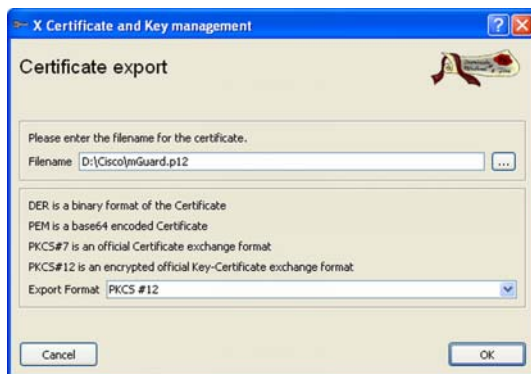 X Certificate and Key management
Certificate export
Please enter the filename for the certificate.
Filename D:\Cisco\mGuard.p12 ...
DER is a binary format of the Certificate
PEM is a base64 encoded Certificate
PKCS#7 is an official Certificate exchange format
PKCS#12 is an encrypted official Key-Certificate exchange format
Export Format PKCS #12
Cancel OK